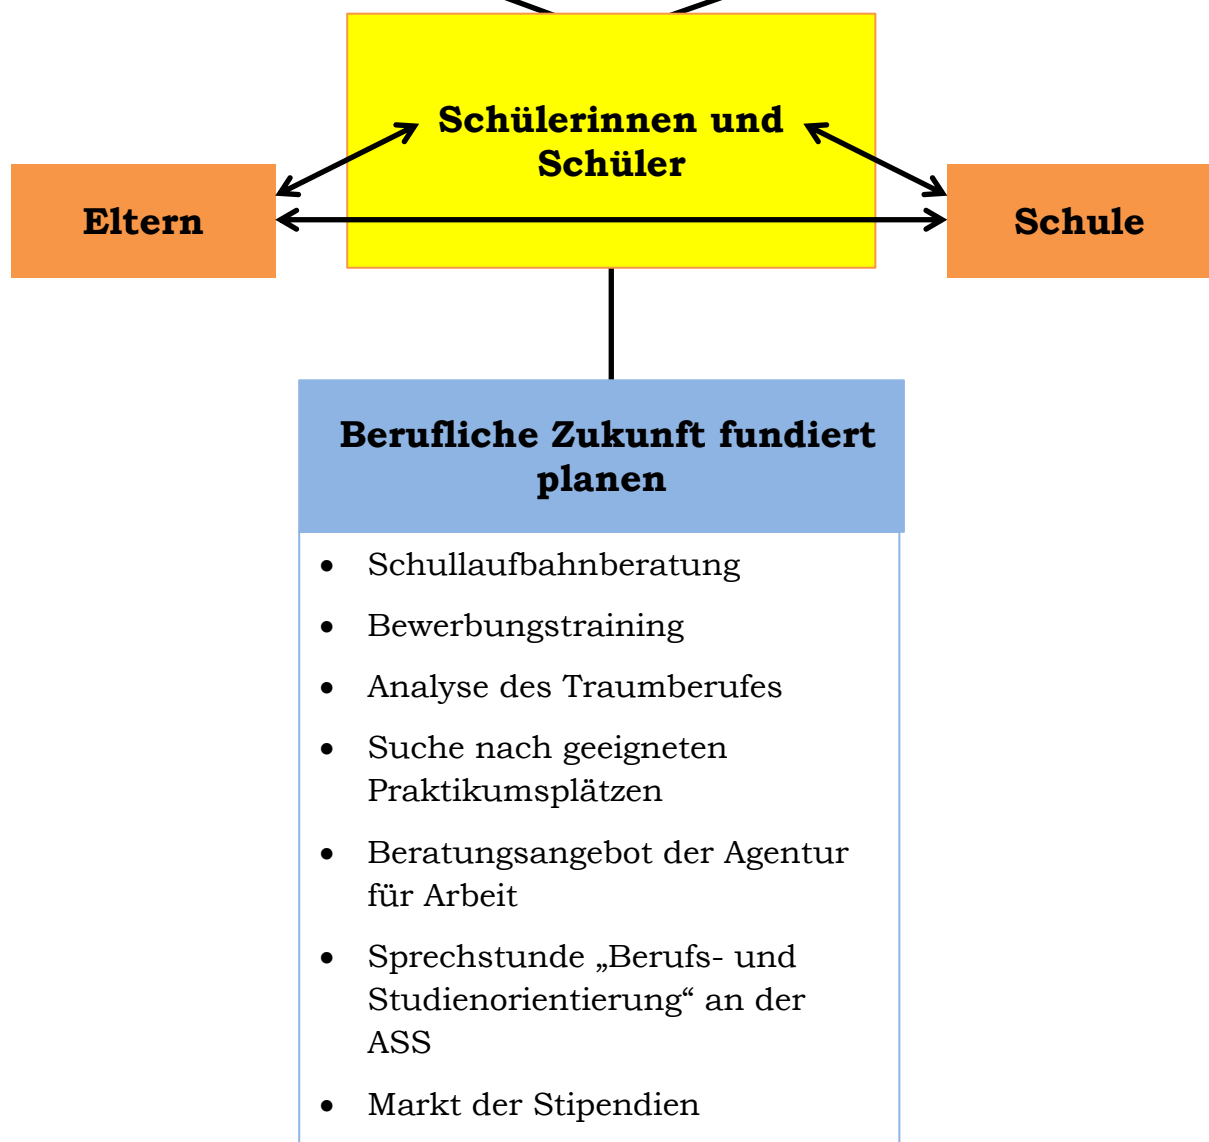 Schülerinnen und
Schüler
Eltern
Schule
Berufliche Zukunft fundiert
planen
• Schullaufbahnberatung
• Bewerbungstraining
• Analyse des Traumberufes
• Suche nach geeigneten
Praktikumsplätzen
• Beratungsangebot der Agentur
für Arbeit
• Sprechstunde „Berufs- und
Studienorientierung“ an der
ASS
• Markt der Stipendien